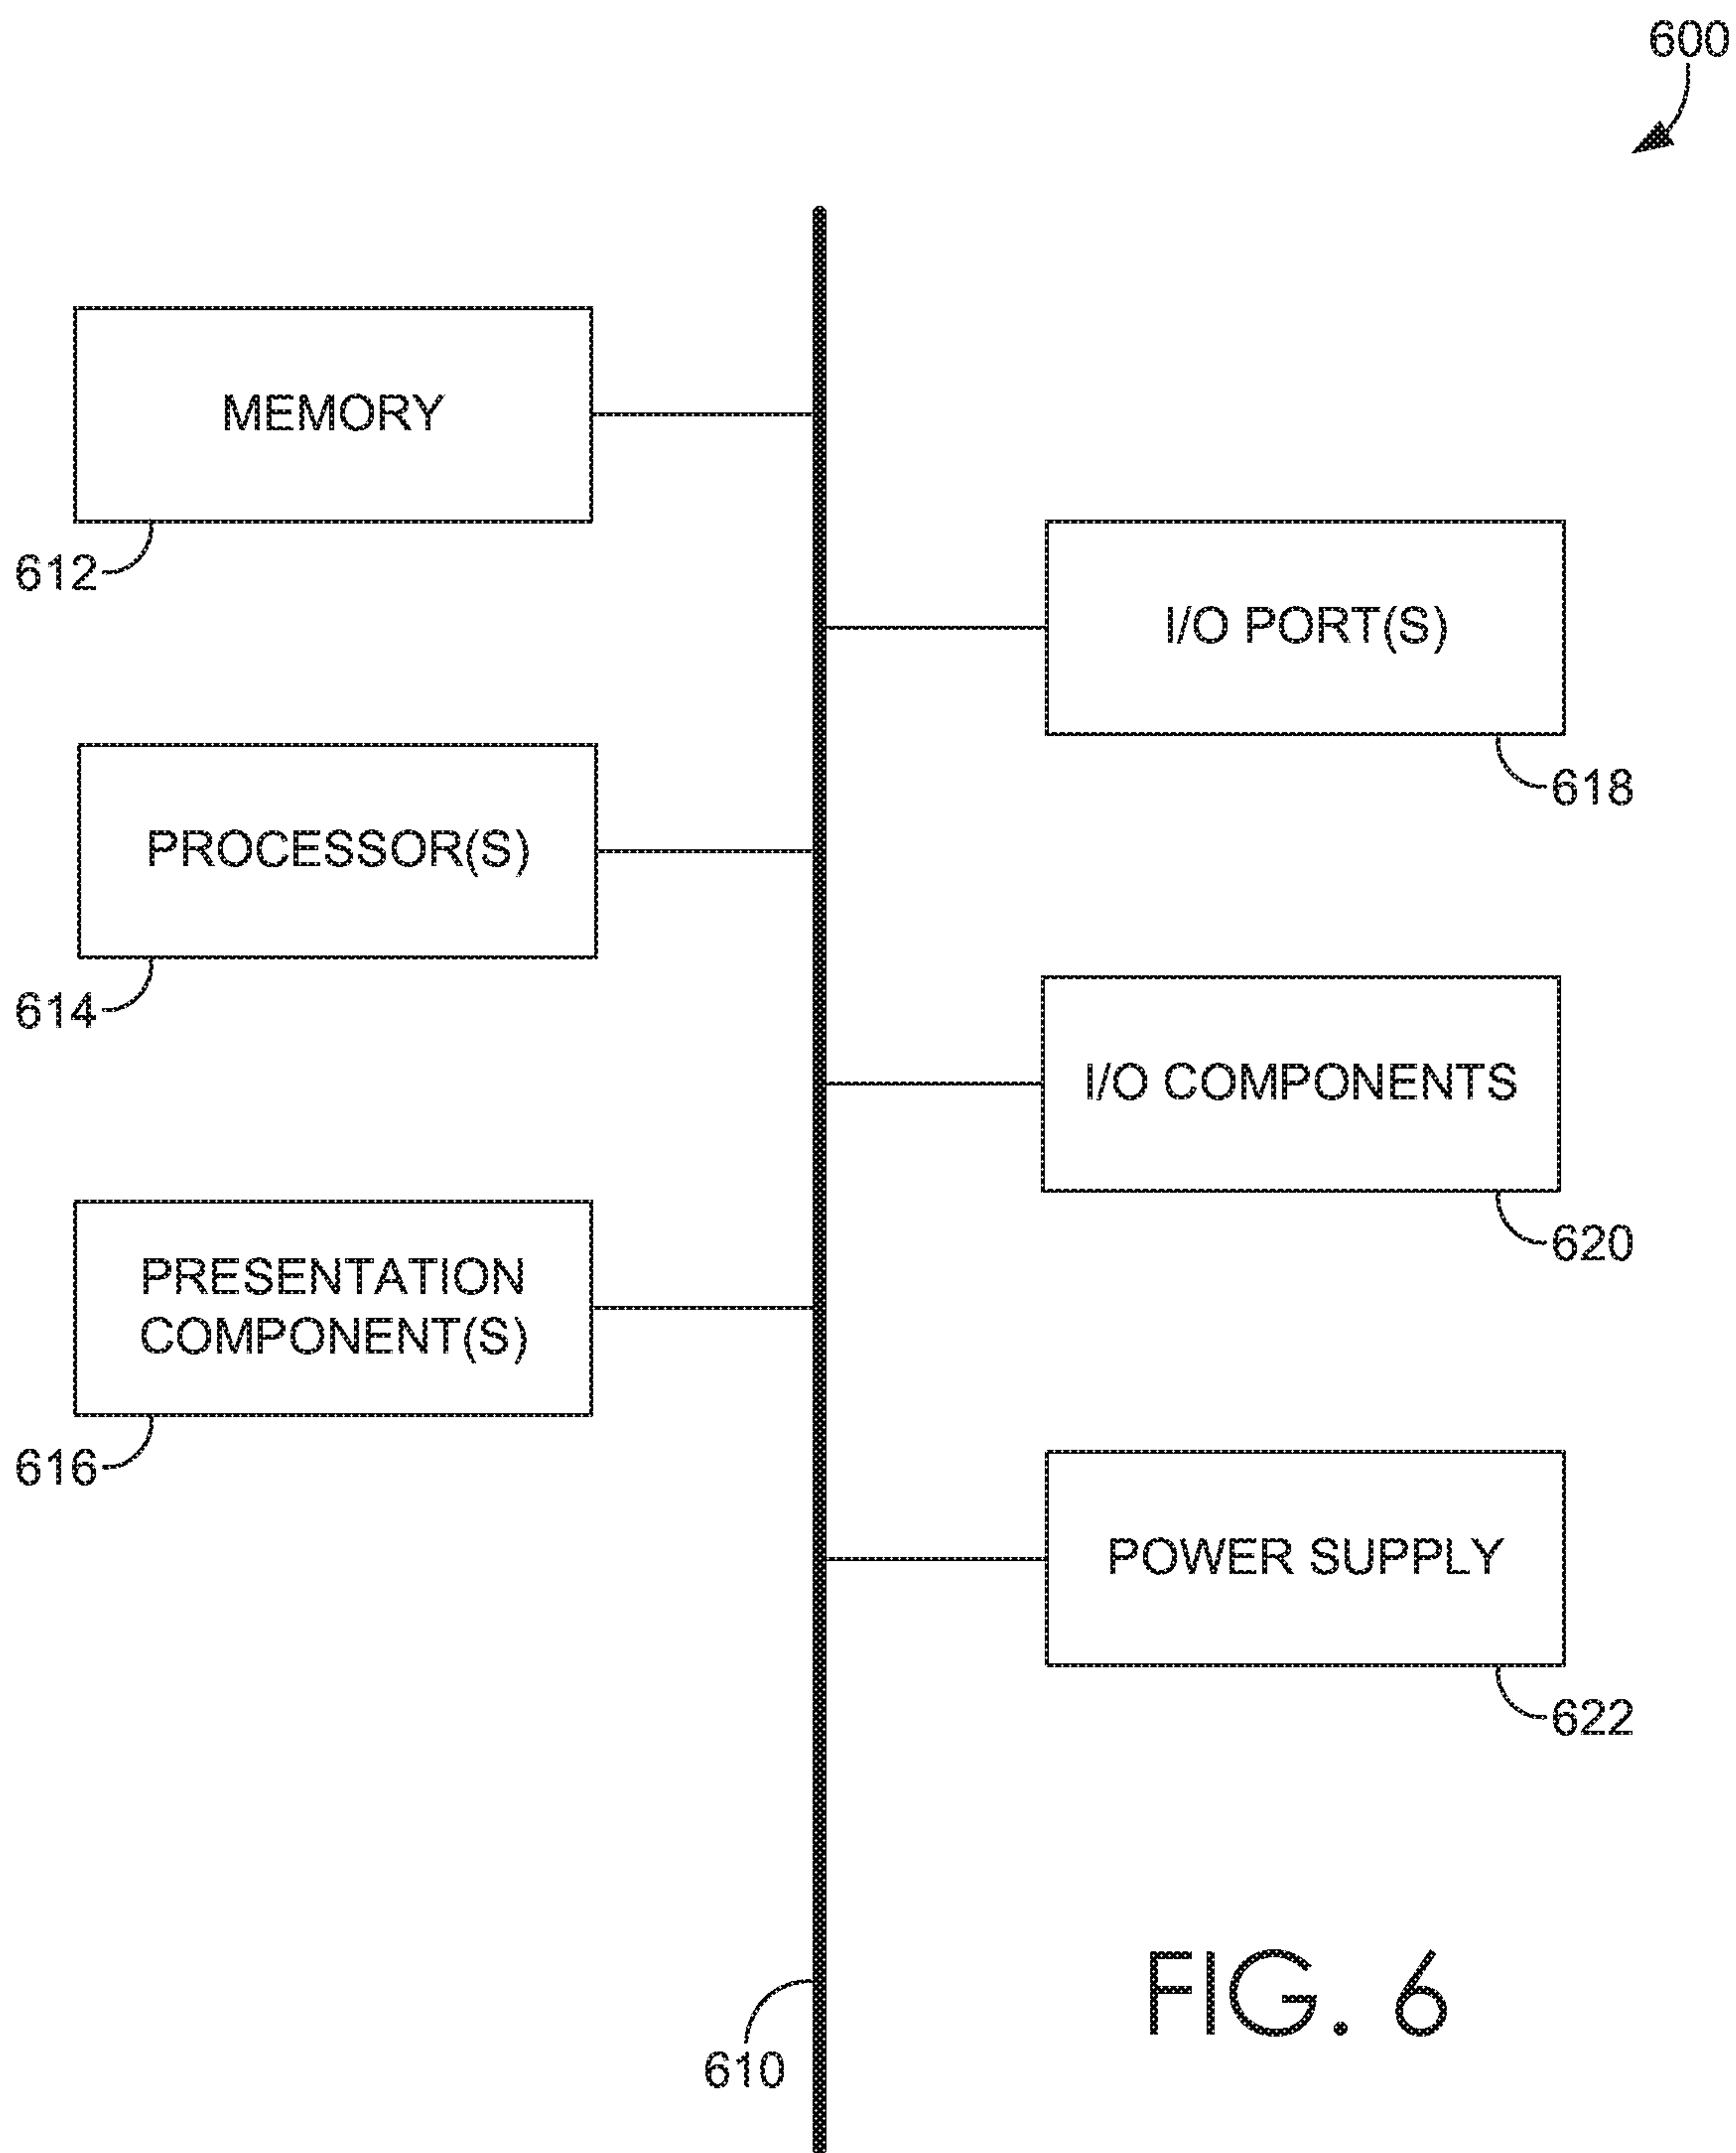 600
MEMORY
612
I/O PORT(S)
618
PROCESSOR(S)
614
I/O COMPONENTS
620
PRESENTATION
COMPONENT(S)
616
POWER SUPPLY
622
610
FIG. 6